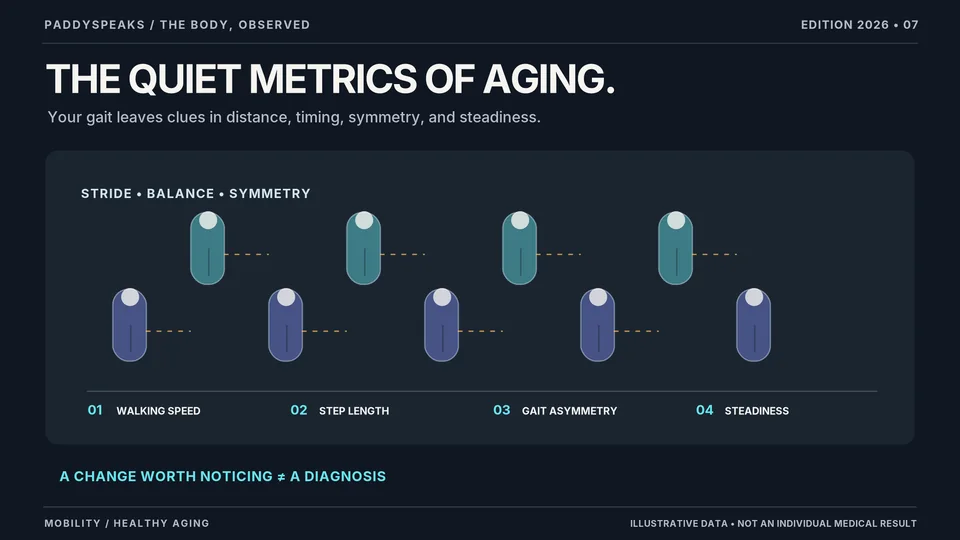 PADDYSPEAKS / THE BODY, OBSERVED
EDITION 2026 • 07
THE QUIET METRICS OF AGING.
Your gait leaves clues in distance, timing, symmetry, and steadiness.
STRIDE • BALANCE • SYMMETRY
01 WALKING SPEED
02 STEP LENGTH
03 GAIT ASYMMETRY
04 STEADINESS
A CHANGE WORTH NOTICING ≠ A DIAGNOSIS
MOBILITY / HEALTHY AGING
ILLUSTRATIVE DATA • NOT AN INDIVIDUAL MEDICAL RESULT